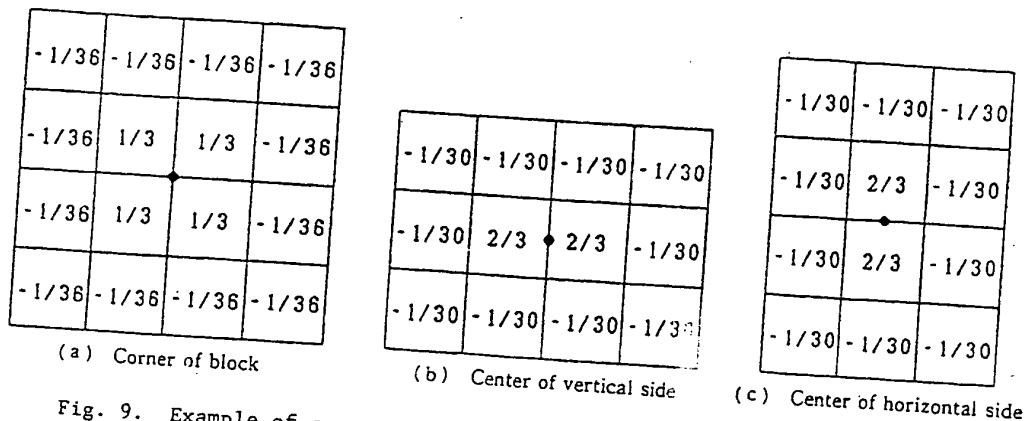 - 1/36 - 1/36 - 1/36 - 1/36
- 1/36 1/3 1/3 - 1/36
- 1/36 1/3 1/3 - 1/36
- 1/36 - 1/36 - 1/36 - 1/36
(a) Corner of block
- 1/30 - 1/30 - 1/30 - 1/30
- 1/30 2/3 2/3 - 1/30
- 1/30 - 1/30 - 1/30
(b) Center of vertical side
- 1/30 - 1/30 - 1/30
- 1/30 2/3 - 1/30
- 1/30 2/3 - 1/30
- 1/30 - 1/30 - 1/30
(c) Center of horizontal side
Fig. 9. Example of